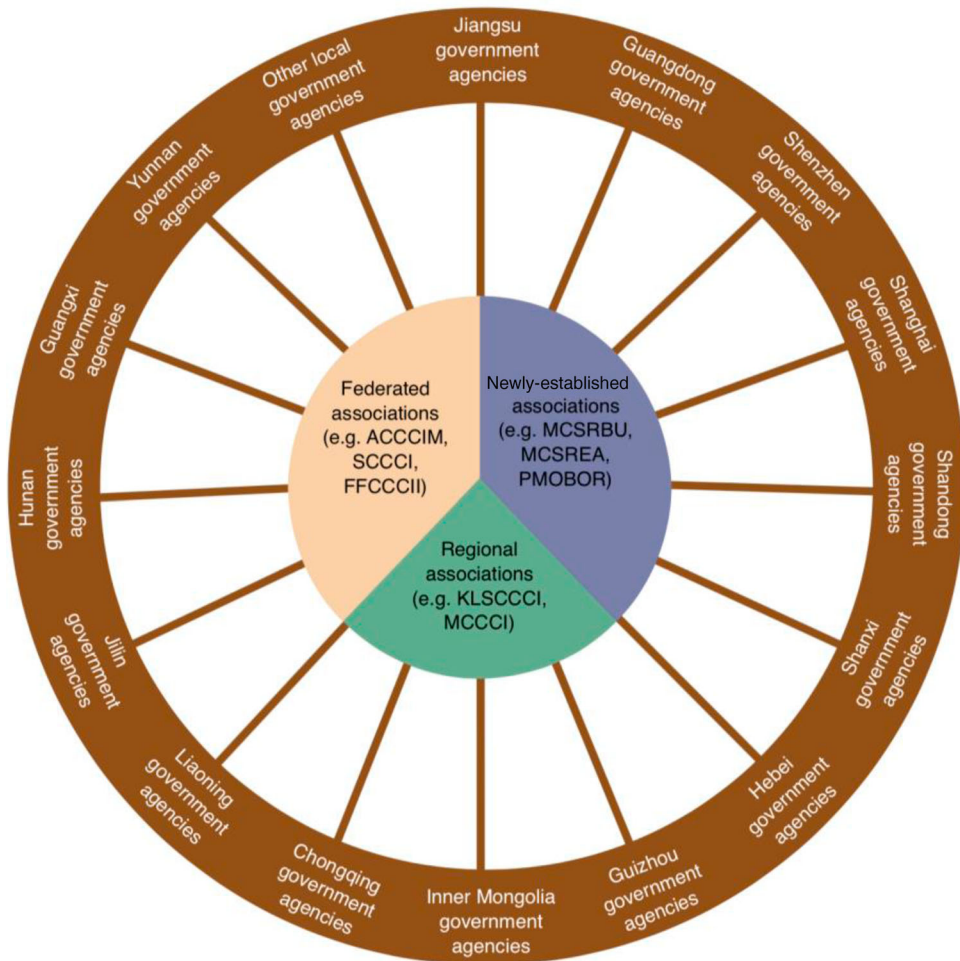 Jiangsu
government
agencies
Guangdong
government
agencies
Shenzhen
government
agencies
Shanghai
government
agencies
Shandong
government
agencies
Shanxi
government
agencies
Hebei
government
agencies
Guizhou
government
agencies
Inner Mongolia
government
agencies
Chongqing
government
agencies
Liaoning
government
agencies
Jilin
government
agencies
Hunan
government
agencies
Guangxi
government
agencies
Yunnan
government
agencies
Other local
government
agencies
Federated
associations
(e.g. ACCCIM,
SCCCI,
FFCCCII)
Newly-established
associations
(e.g. MCSRBU,
MCSREA,
PMOBOR)
Regional
associations
(e.g. KLSCCCI,
MCCCI)